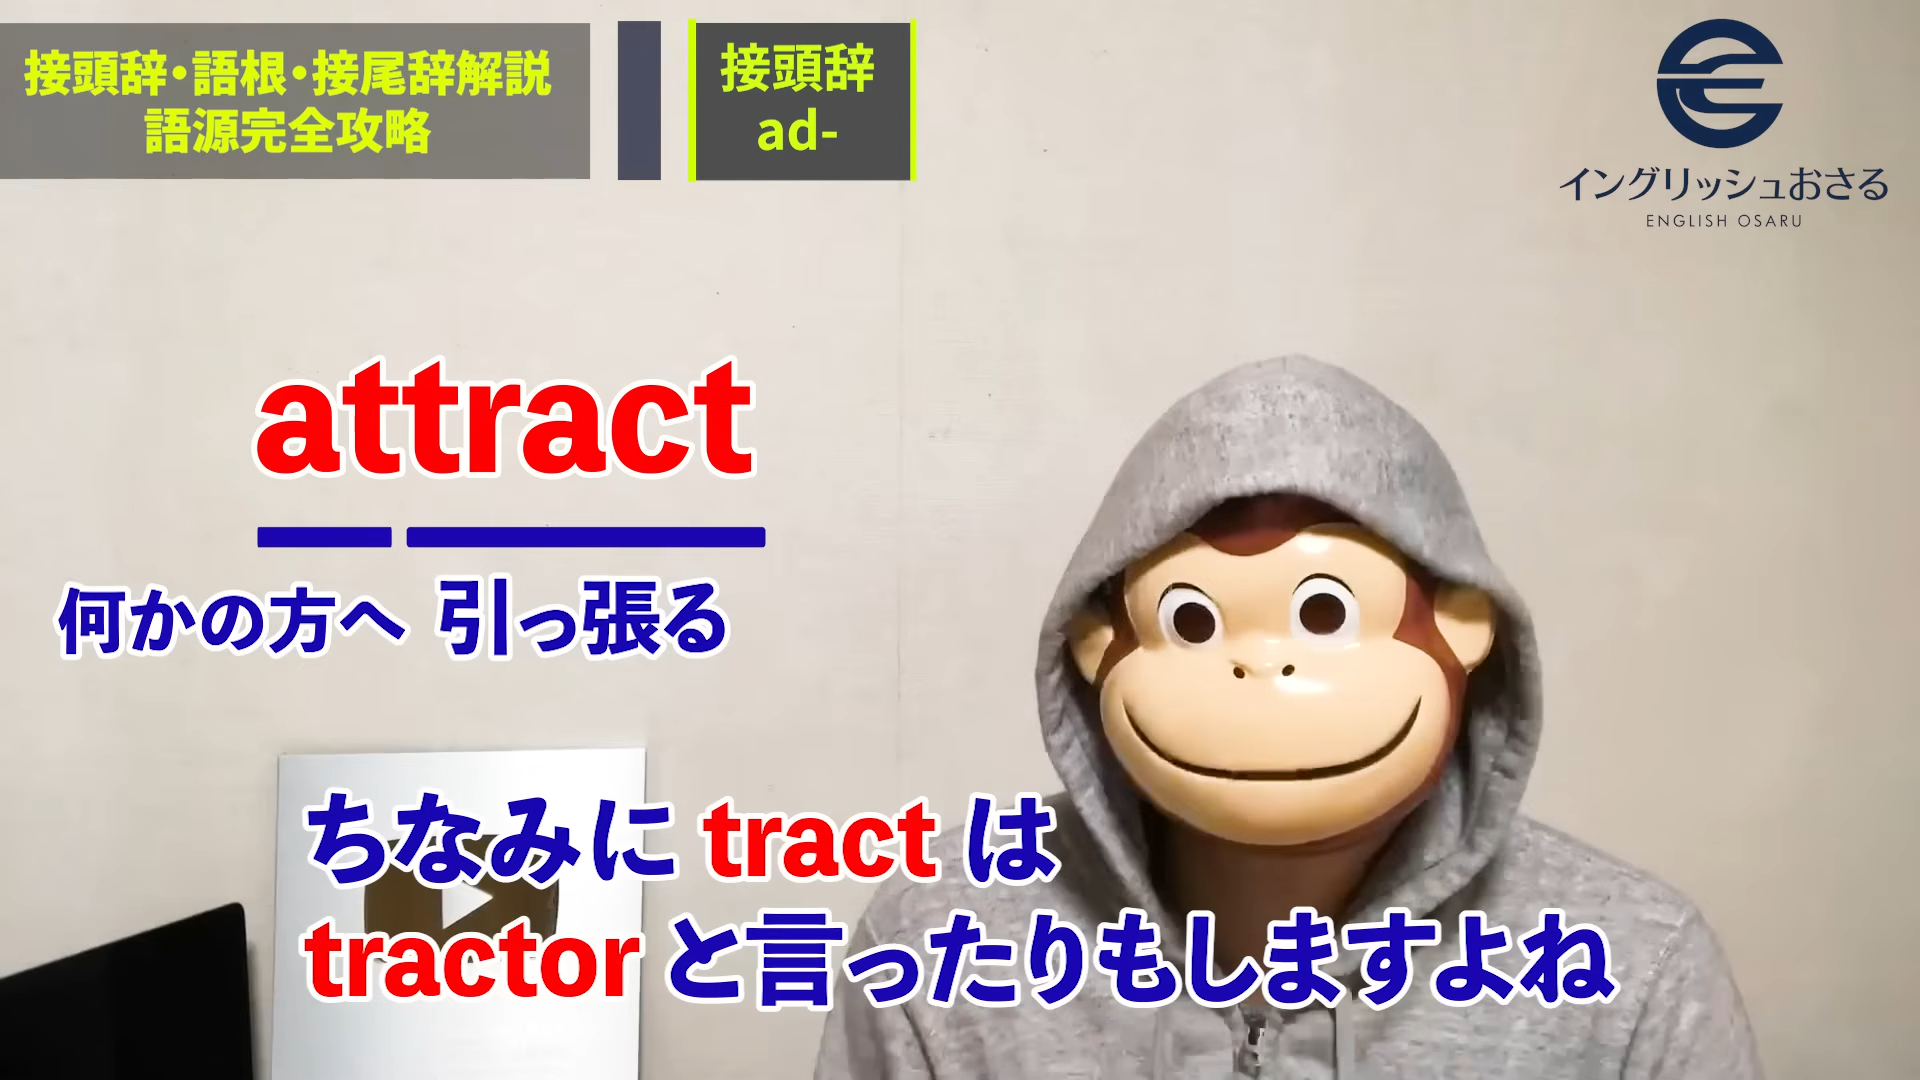 接頭辞・語根・接尾辞解説
語源完全攻略
接頭辞
ad-
イングリッシュおさる
ENGLISH OSARU
attract
何かの方へ 引っ張る
ちなみに tract は
tractor と言ったりもしますよね